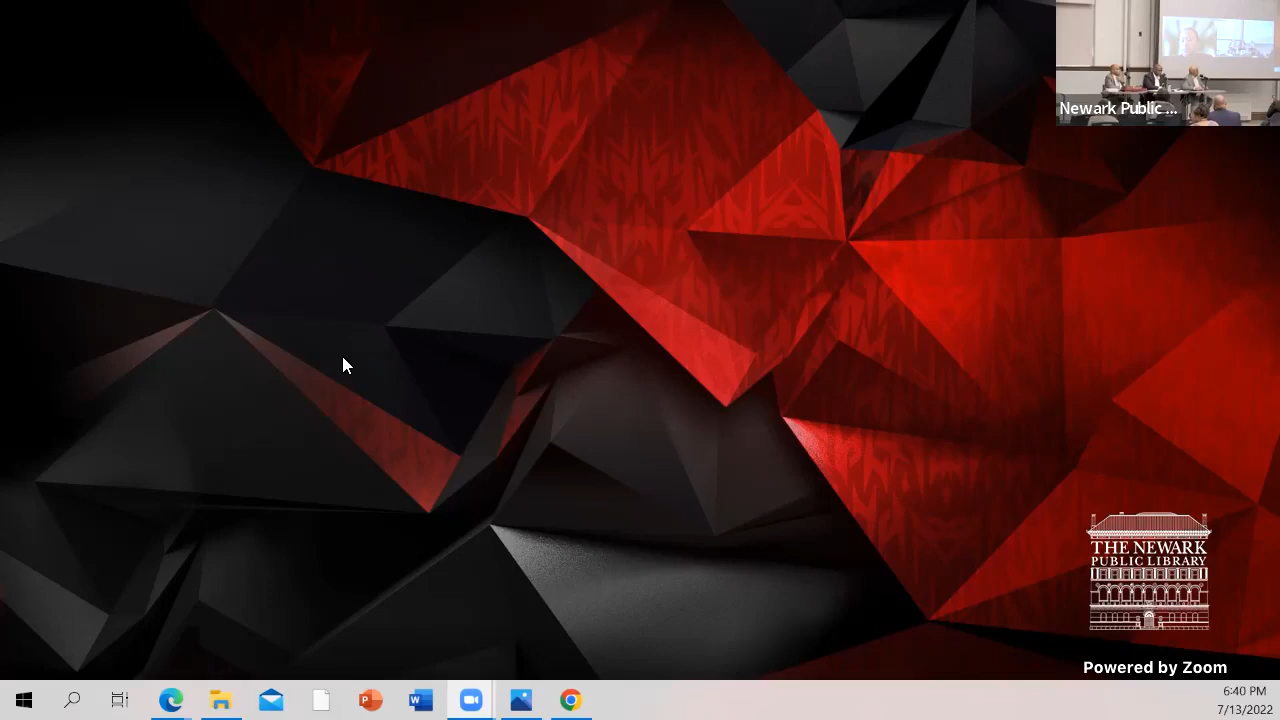 Newark Public ...
THE NEWARK
PUBLIC LIBRARY
Powered by Zoom
6:40 PM
7/13/2022